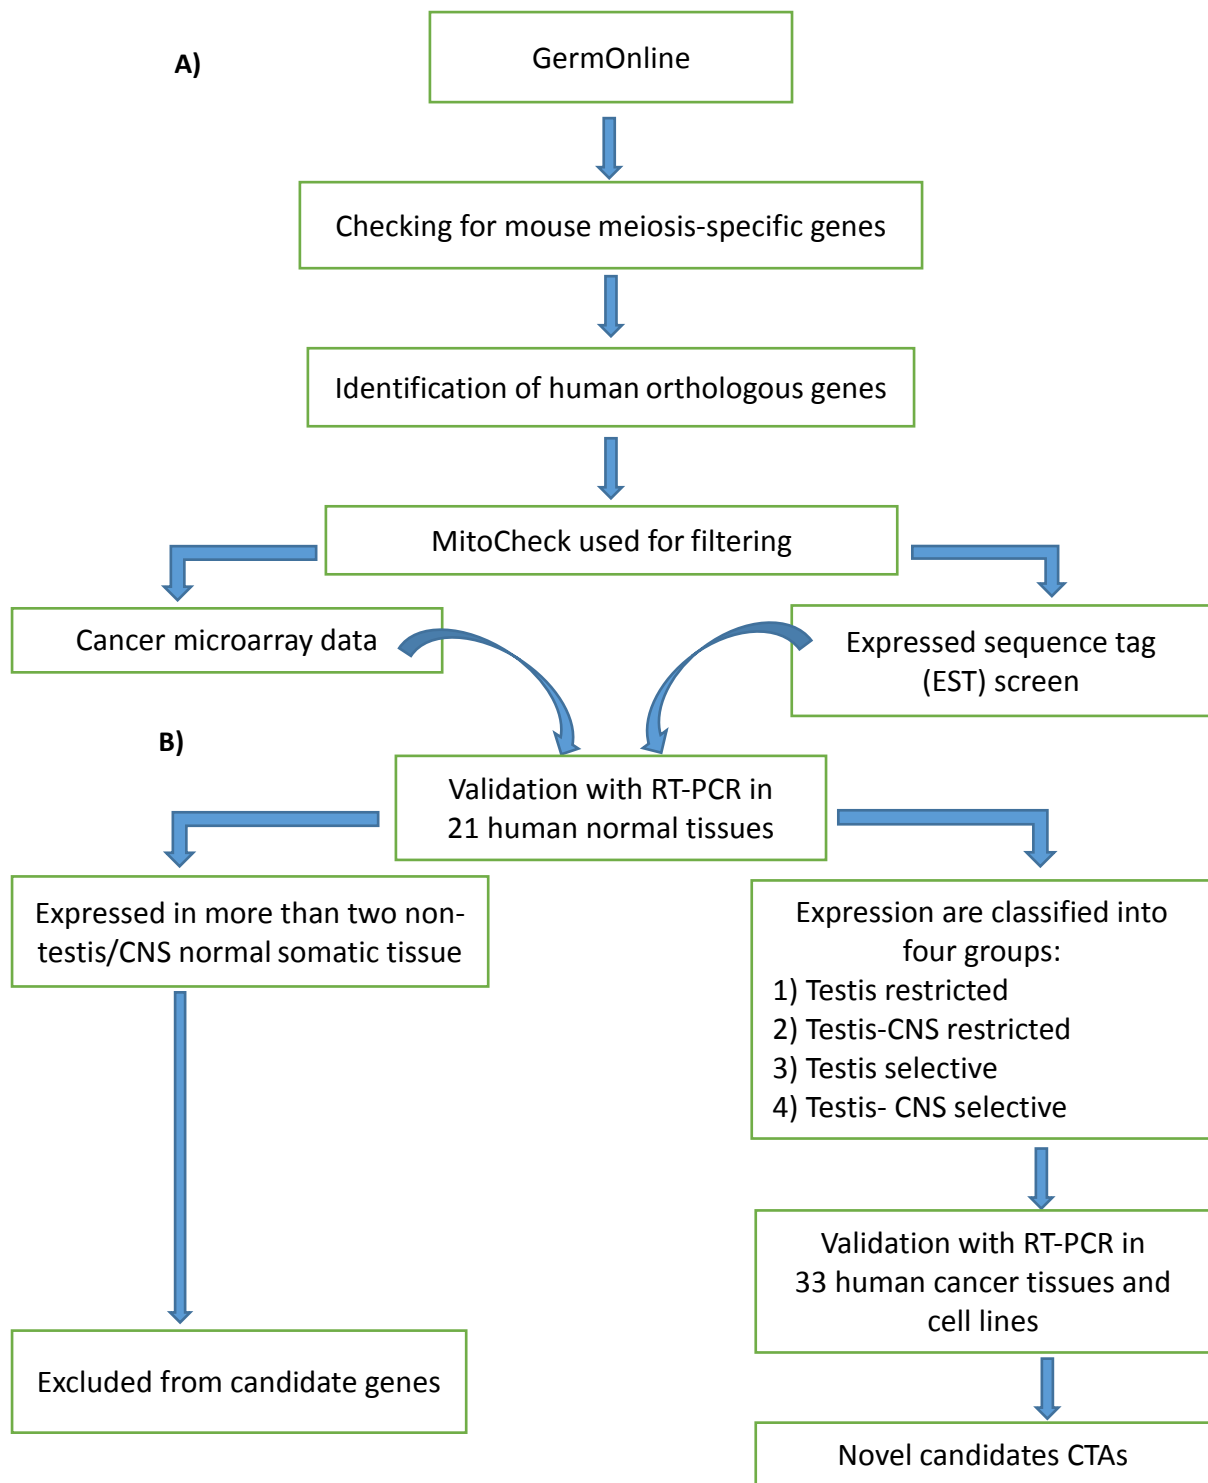 A)
GermOnline
Checking for mouse meiosis-specific genes
Identification of human orthologous genes
MitoCheck used for filtering
Cancer microarray data
Expressed sequence tag
(EST) screen
B)
Validation with RT-PCR in
21 human normal tissues
Expressed in more than two non-
testis/CNS normal somatic tissue
Expression are classified into
four groups:
1) Testis restricted
2) Testis-CNS restricted
3) Testis selective
4) Testis- CNS selective
Validation with RT-PCR in
33 human cancer tissues and
cell lines
Excluded from candidate genes
Novel candidates CTAs